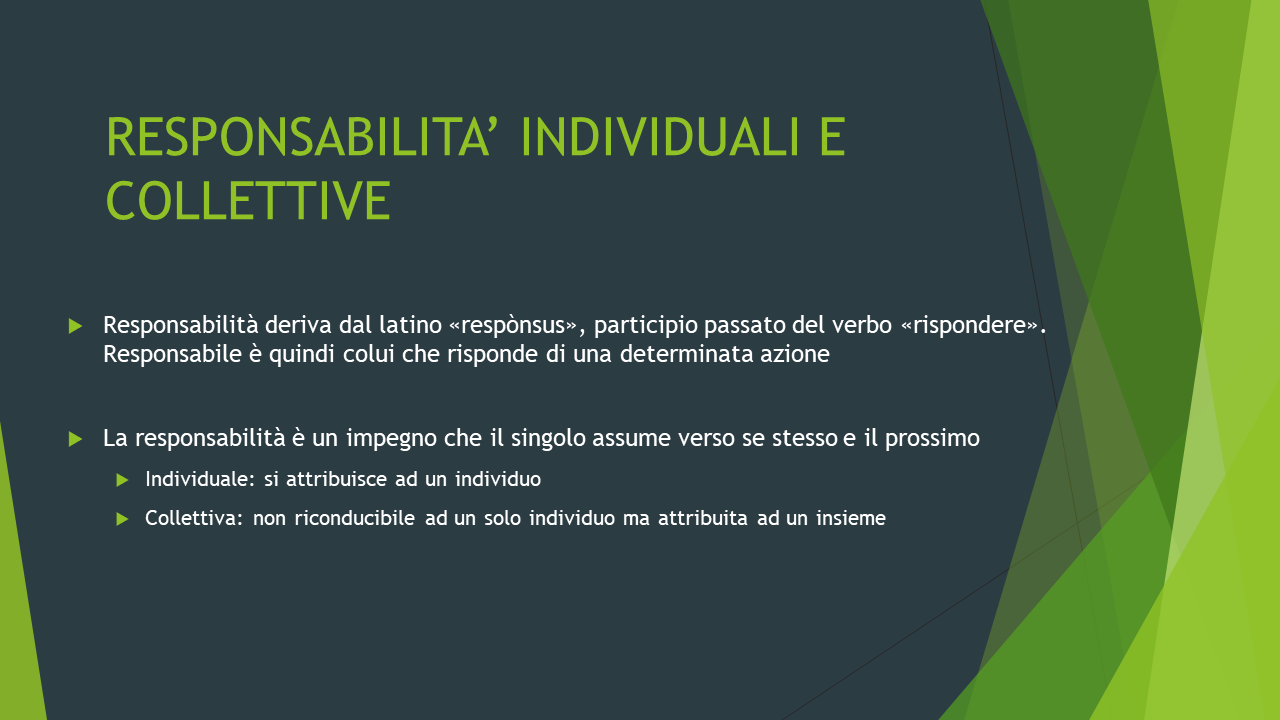 RESPONSABILITA’ INDIVIDUALI E
COLLETTIVE
Responsabilità deriva dal latino «respònsus», participio passato del verbo «rispondere».
Responsabile è quindi colui che risponde di una determinata azione
La responsabilità è un impegno che il singolo assume verso se stesso e il prossimo
Individuale: si attribuisce ad un individuo
Collettiva: non riconducibile ad un solo individuo ma attribuita ad un insieme